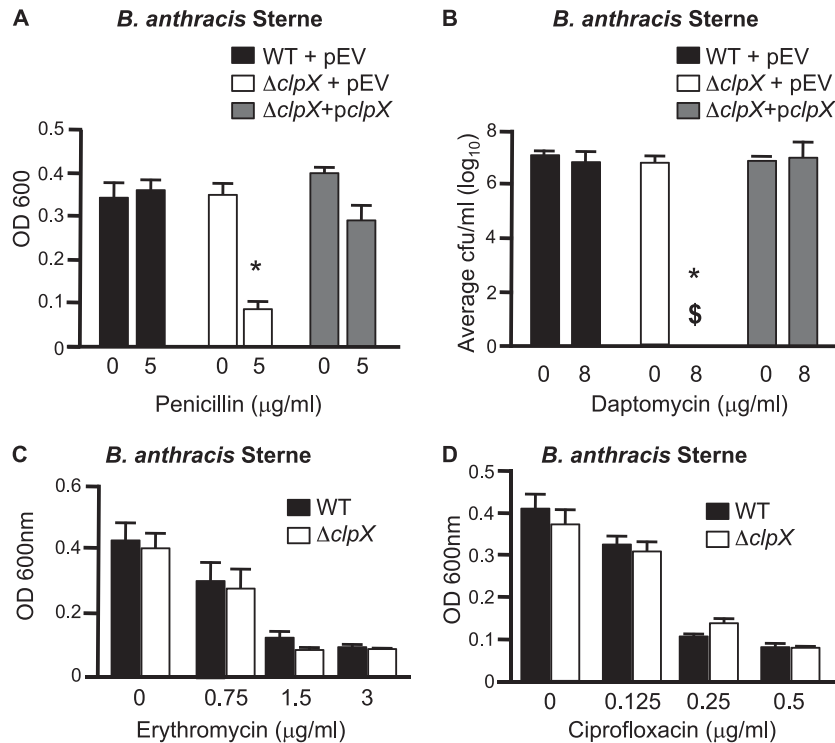 A
B. anthracis Sterne
WT + pEV
ΔclpX + pEV
ΔclpX+pclpX
0.5
0.4
0.3
0.2
0.1
0
OD 600
*
0 5 0 5 0 5
Penicillin (μg/ml)
B
B. anthracis Sterne
WT + pEV
ΔclpX + pEV
ΔclpX+pclpX
8
7
4
2
10⁰
Average cfu/ml (log₁₀)
*
$
0 8 0 8 0 8
Daptomycin (μg/ml)
C
B. anthracis Sterne
WT
ΔclpX
0.6
0.4
0.2
0
OD 600nm
0 0.75 1.5 3
Erythromycin (μg/ml)
D
B. anthracis Sterne
WT
ΔclpX
0.5
0.4
0.3
0.2
0.1
0
OD 600nm
0 0.125 0.25 0.5
Ciprofloxacin (μg/ml)